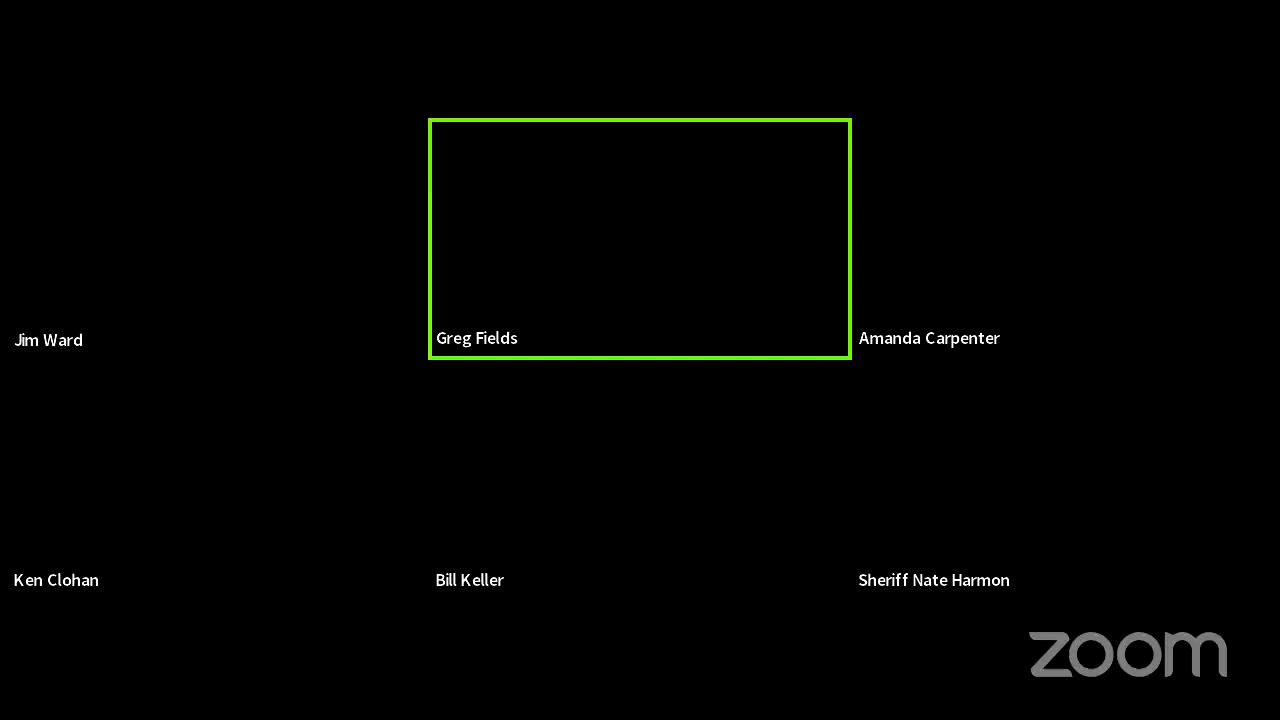 Jim Ward
Greg Fields
Amanda Carpenter
Ken Clohan
Bill Keller
Sheriff Nate Harmon
zoom